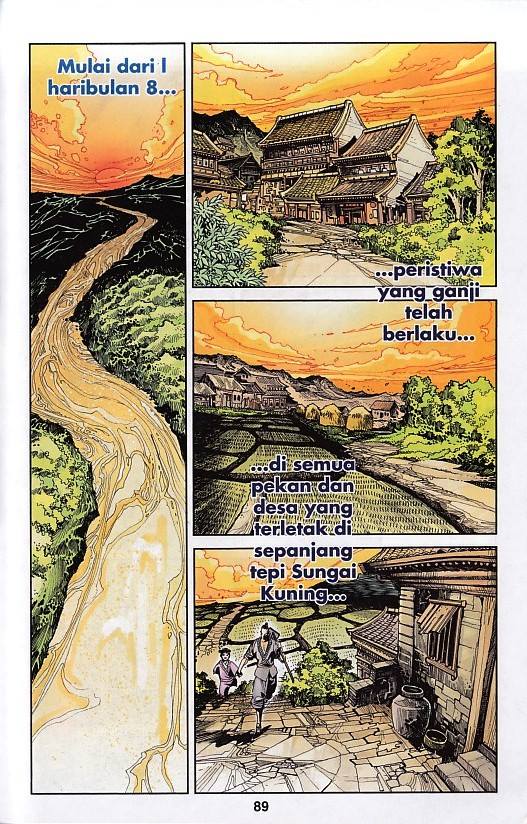 Mulai dari 1
haribulan 8...
...peristiwa
yang ganji
telah
berlaku...
...di semua
pekan dan
desa yang
terletak di
sepanjang
tepi Sungai
Kuning...
89